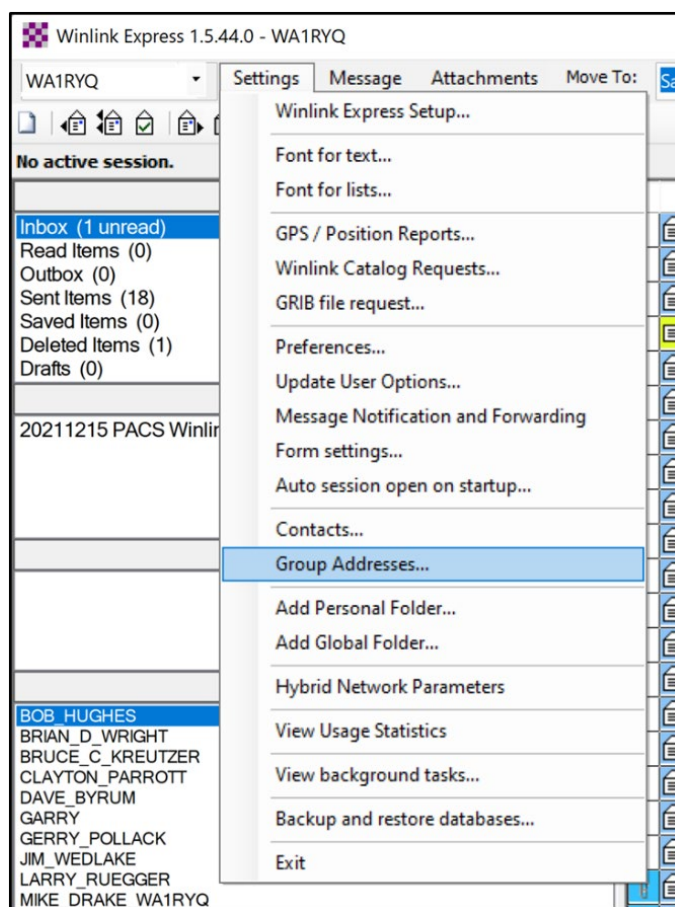 Winlink Express 1.5.44.0 - WA1RYQ
WA1RYQ Settings Message Attachments Move To: Sa
No active session.
Winlink Express Setup...
Font for text...
Font for lists...
GPS / Position Reports...
Winlink Catalog Requests...
GRIB file request...
Preferences...
Update User Options...
Message Notification and Forwarding
Form settings...
Auto session open on startup...
Contacts...
Group Addresses...
Add Personal Folder...
Add Global Folder...
Hybrid Network Parameters
View Usage Statistics
View background tasks...
Backup and restore databases...
Exit
Inbox (1 unread)
Read Items (0)
Outbox (0)
Sent Items (18)
Saved Items (0)
Deleted Items (1)
Drafts (0)
20211215 PACS Winlin
BOB_HUGHES
BRIAN_D_WRIGHT
BRUCE_C_KREUTZER
CLAYTON_PARROTT
DAVE_BYRUM
GARRY
GERRY_POLLACK
JIM_WEDLAKE
LARRY_RUEGGER
MIKE_DRAKE_WA1RYQ